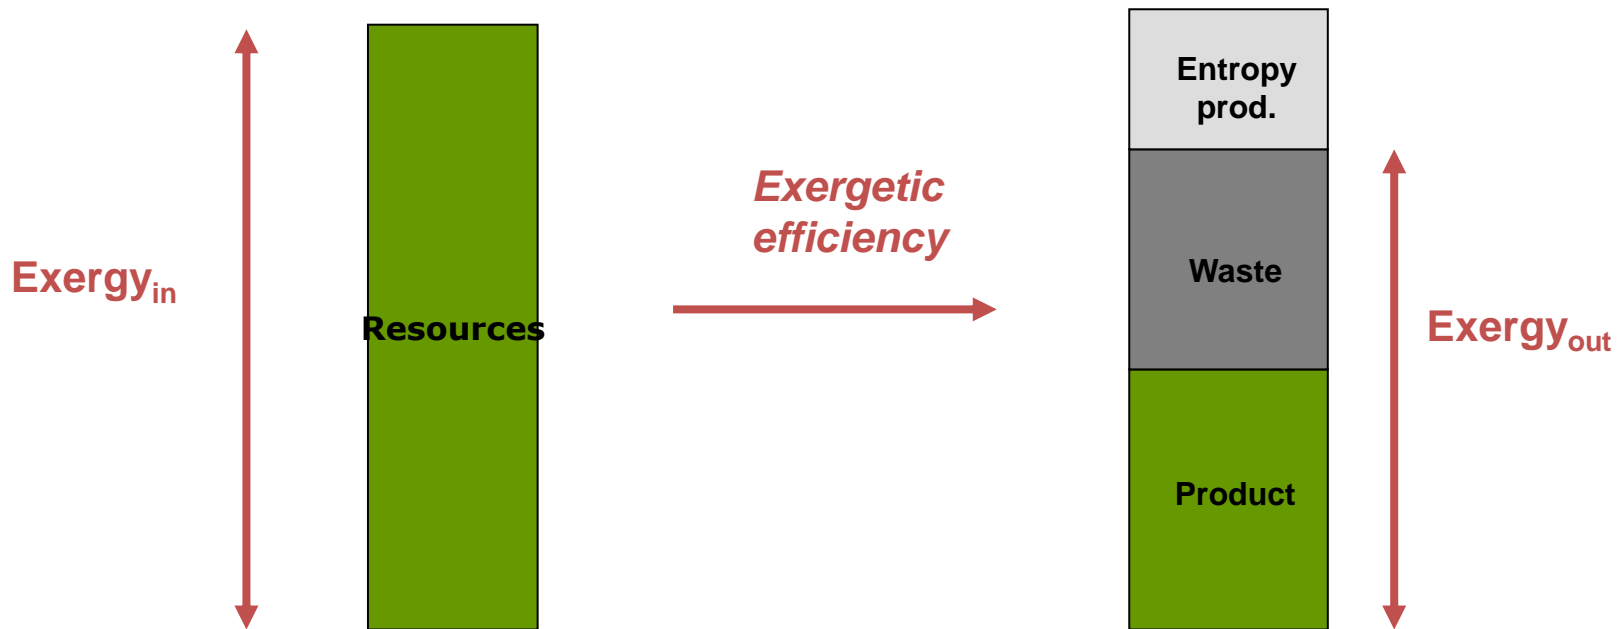 Exergyin
Resources
Exergetic
efficiency
Entropy
prod.
Waste
Product
Exergyout